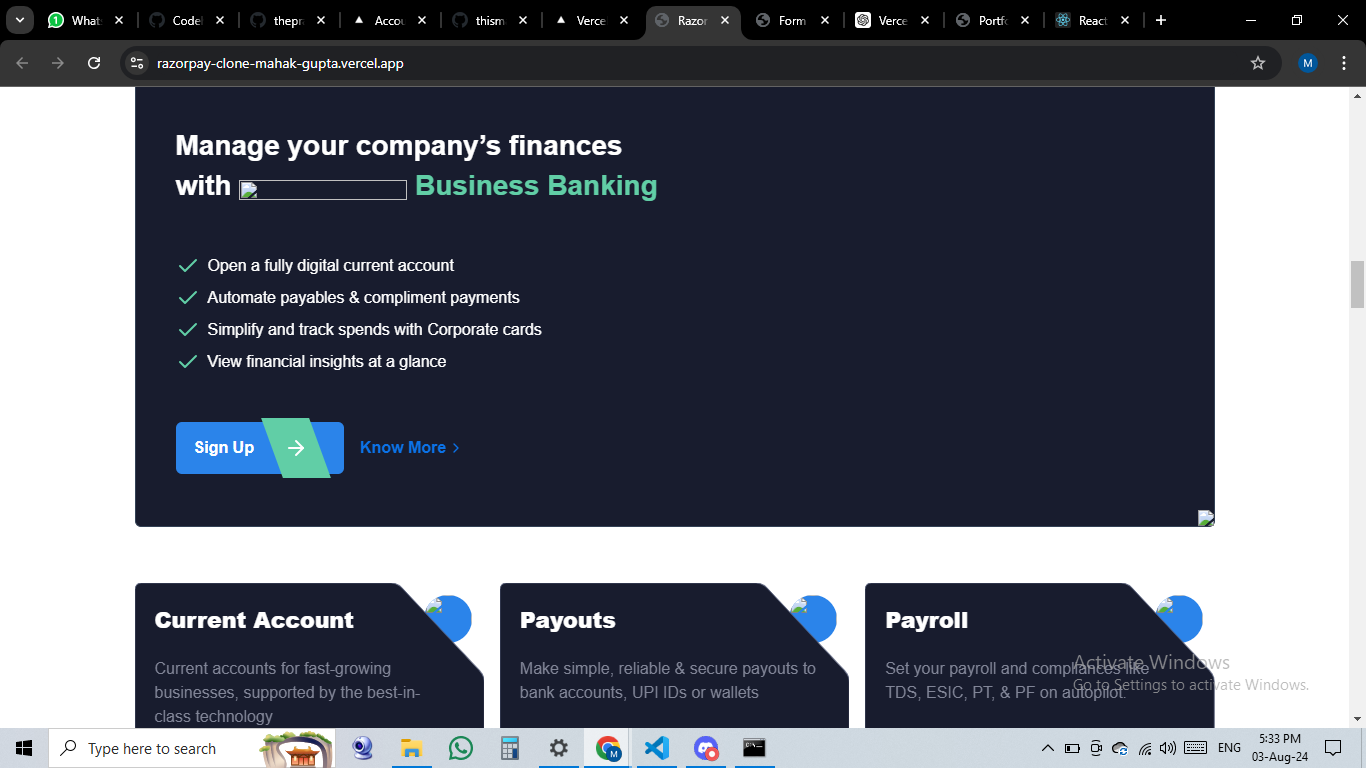 What:
Codel
thepra
Accou
thisma
Vercel
Razor
Form
Verce
Portfo
React
razorpay-clone-mahak-gupta.vercel.app
M
Manage your company’s finances
with Business Banking
Open a fully digital current account
Automate payables & compliment payments
Simplify and track spends with Corporate cards
View financial insights at a glance
Sign Up
Know More
Current Account
Payouts
Payroll
Current accounts for fast-growing
businesses, supported by the best-in-
class technology
Make simple, reliable & secure payouts to
bank accounts, UPI IDs or wallets
Set your payroll and compliances like
TDS, ESIC, PT, & PF on autopilot.
Activate Windows
Go to Settings to activate Windows.
Type here to search
ENG
5:33 PM
03-Aug-24